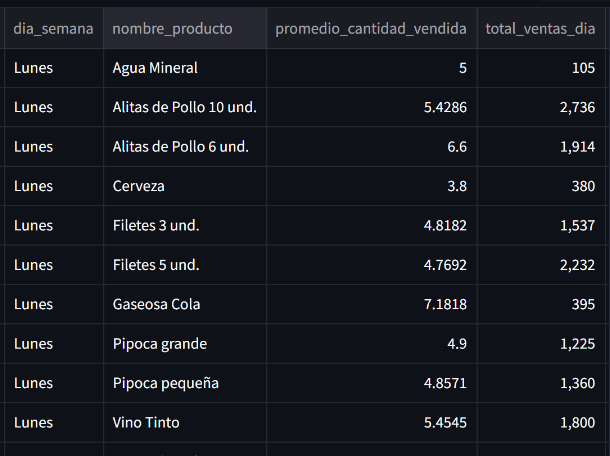 dia_semana nombre_producto promedio_cantidad_vendida total_ventas_dia
Lunes Agua Mineral 5 105
Lunes Alitas de Pollo 10 und. 5.4286 2,736
Lunes Alitas de Pollo 6 und. 6.6 1,914
Lunes Cerveza 3.8 380
Lunes Filetes 3 und. 4.8182 1,537
Lunes Filetes 5 und. 4.7692 2,232
Lunes Gaseosa Cola 7.1818 395
Lunes Pipoca grande 4.9 1,225
Lunes Pipoca pequeña 4.8571 1,360
Lunes Vino Tinto 5.4545 1,800